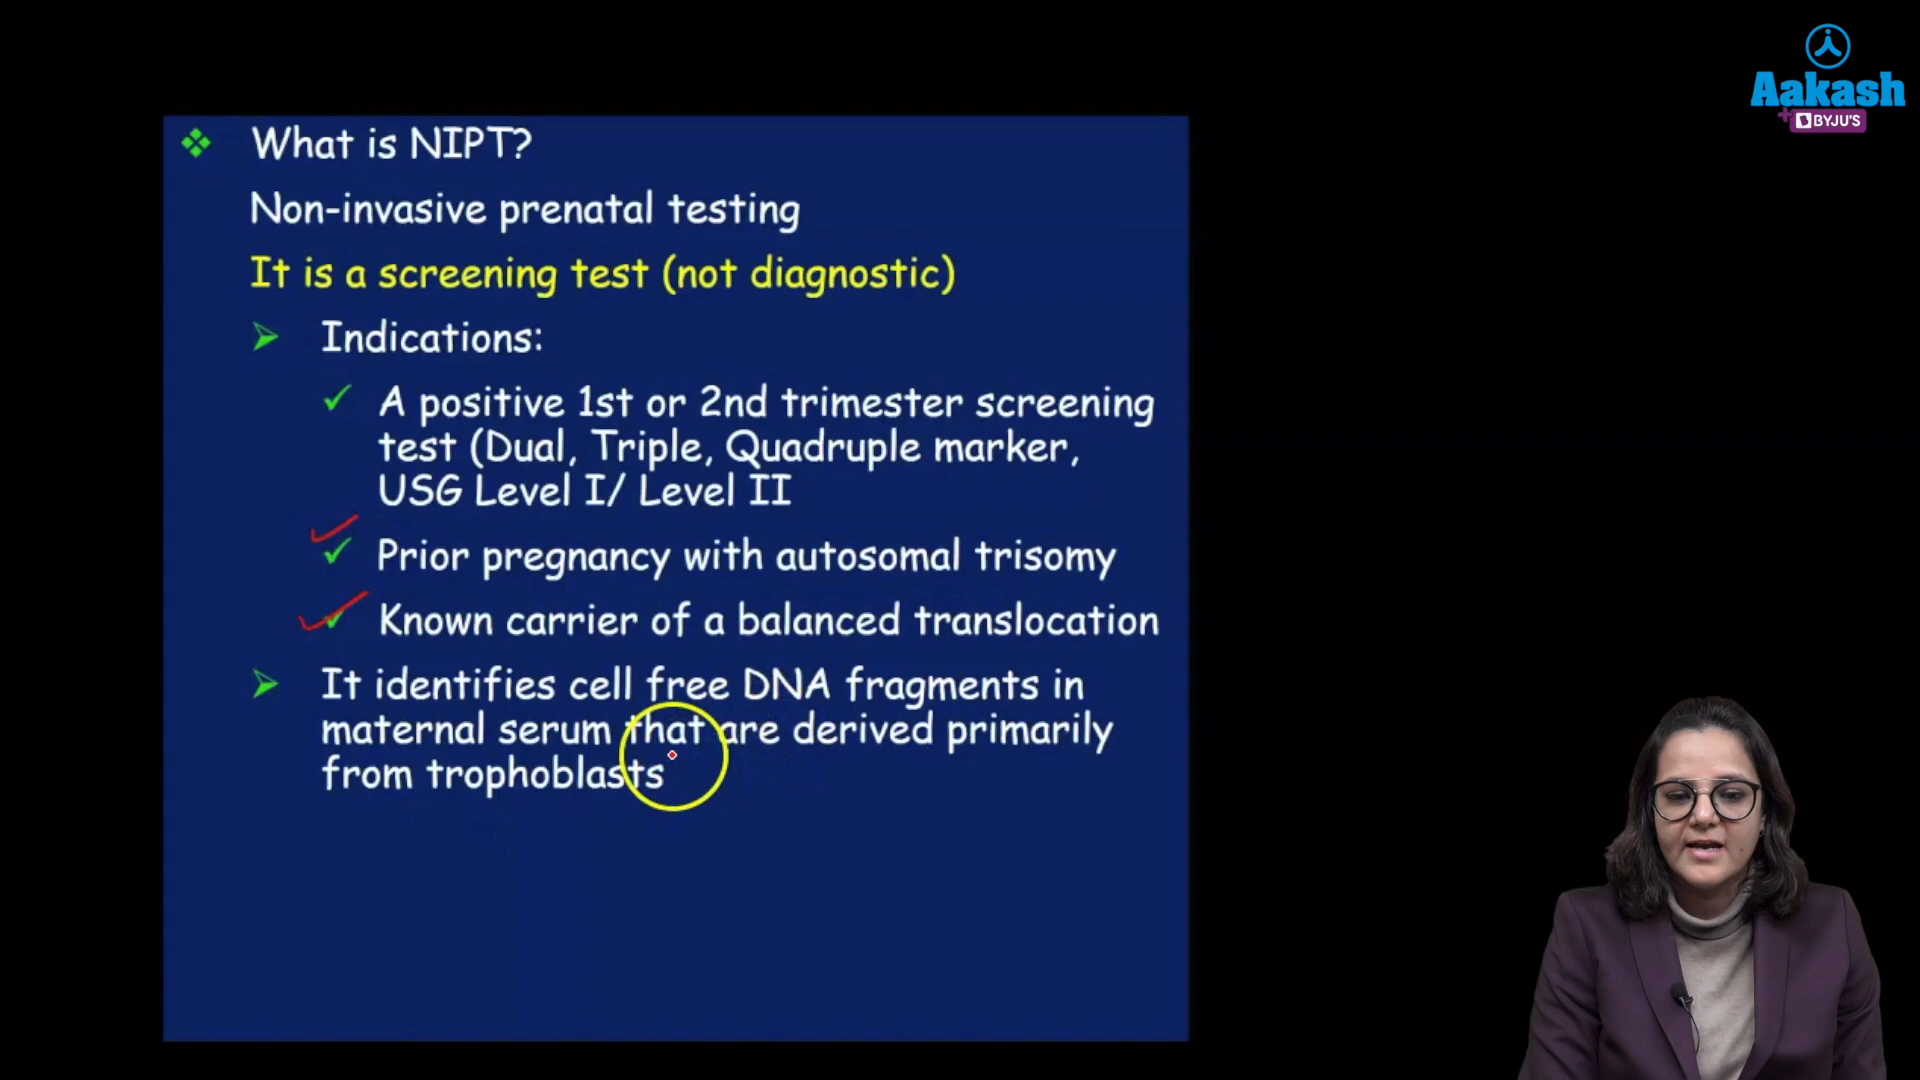 Aakash
+ BYJU'S
What is NIPT?
Non-invasive prenatal testing
It is a screening test (not diagnostic)
Indications:
A positive 1st or 2nd trimester screening
test (Dual, Triple, Quadruple marker,
USG Level I/ Level II
Prior pregnancy with autosomal trisomy
Known carrier of a balanced translocation
It identifies cell free DNA fragments in
maternal serum that are derived primarily
from trophoblasts